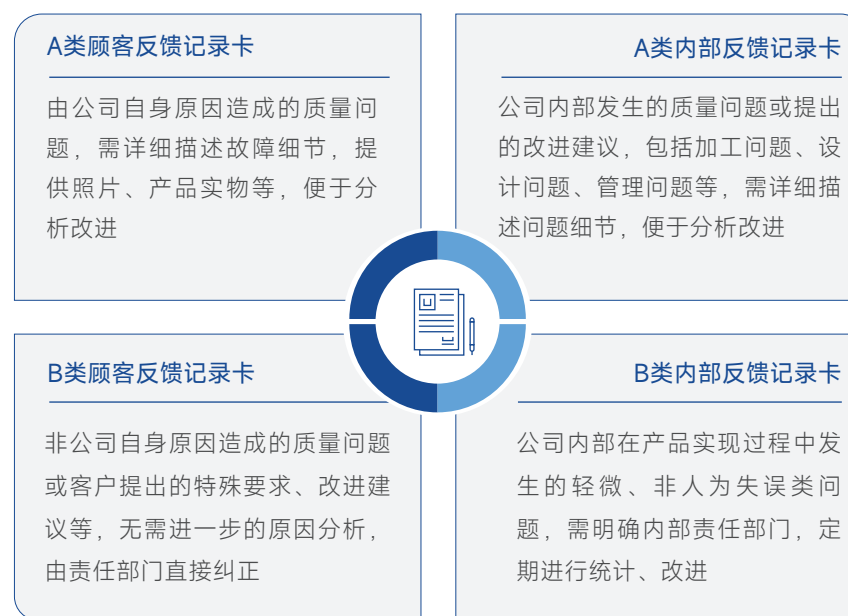 A类顾客反馈记录卡
由公司自身原因造成的质量问
题，需详细描述故障细节，提
供照片、产品实物等，便于分
析改进
A类内部反馈记录卡
公司内部发生的质量问题或提出
的改进建议，包括加工问题、设
计问题、管理问题等，需详细描
述问题细节，便于分析改进
B类顾客反馈记录卡
非公司自身原因造成的质量问题
或客户提出的特殊要求、改进建
议等，无需进一步的原因分析，
由责任部门直接纠正
B类内部反馈记录卡
公司内部在产品实现过程中发
生的轻微、非人为失误类问
题，需明确内部责任部门，定
期进行统计、改进